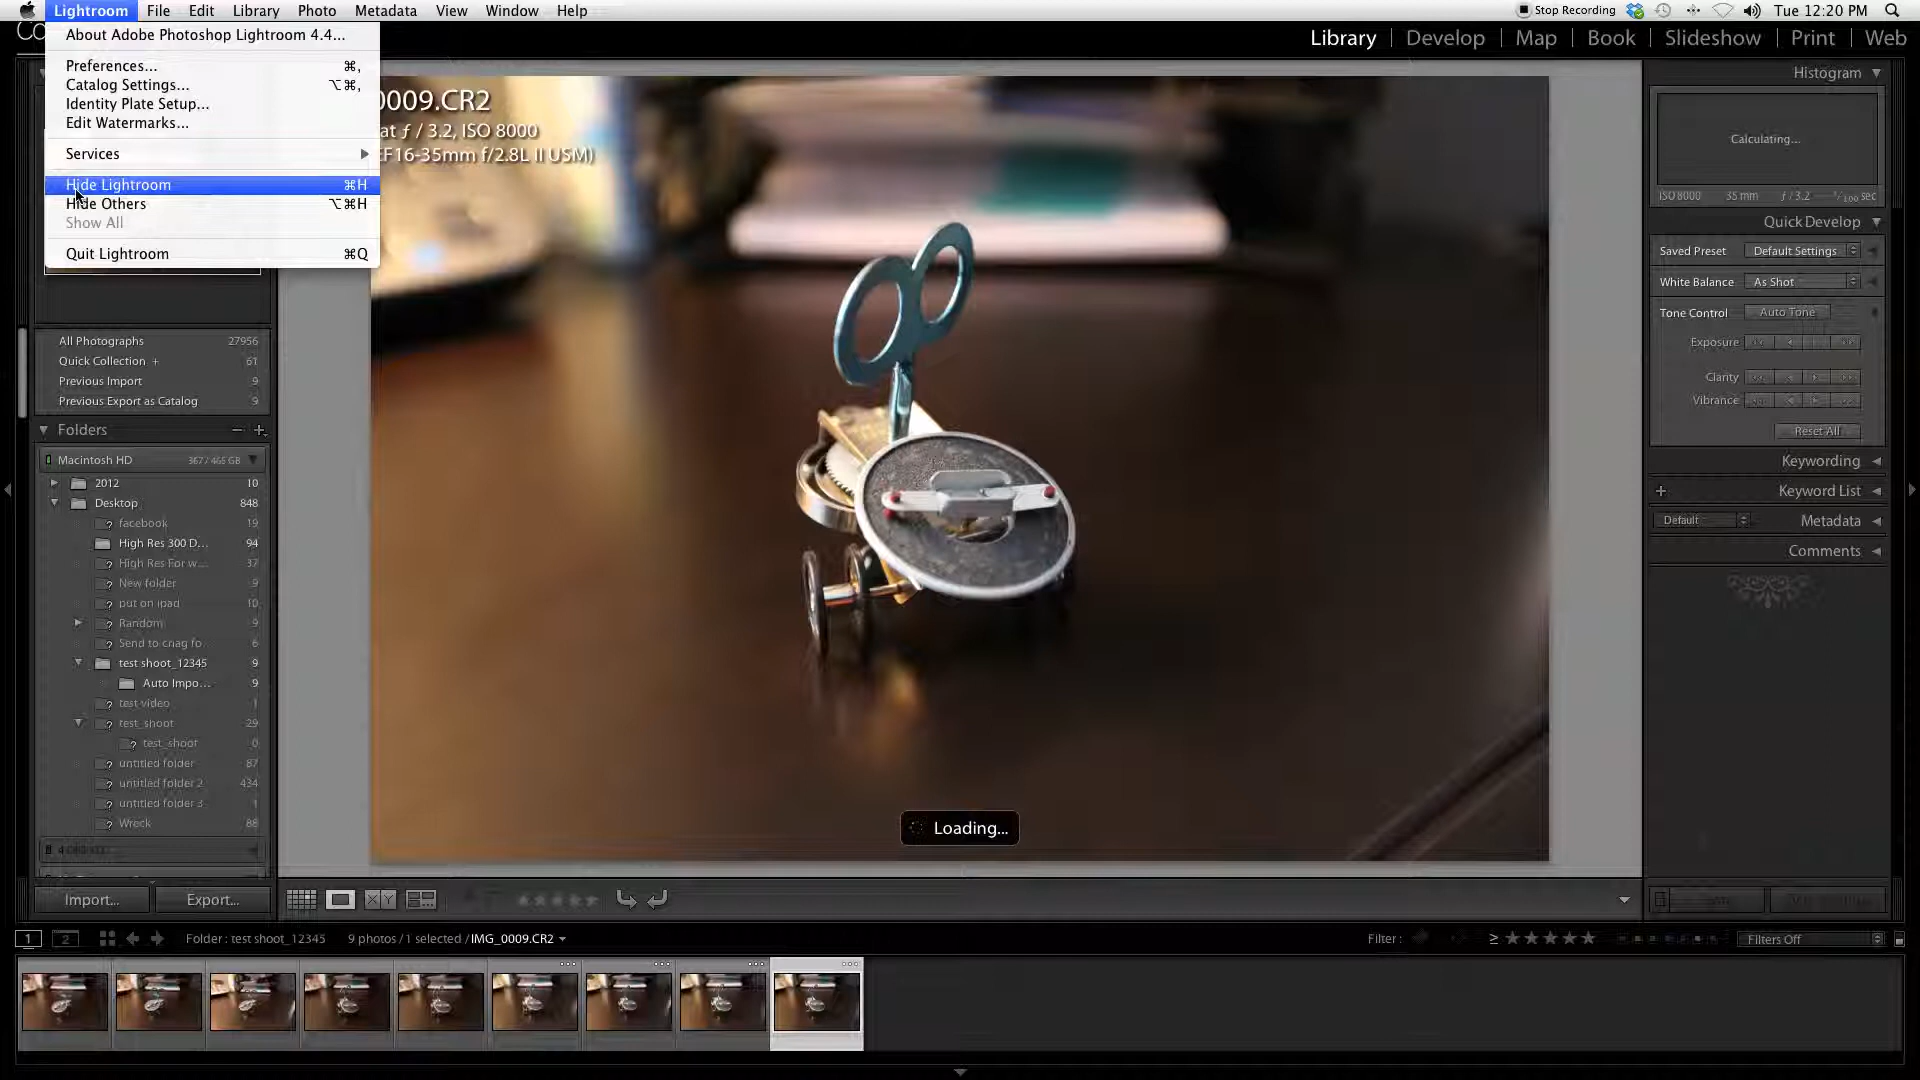 Lightroom File Edit Library Photo Metadata View Window Help Stop Recording Tue 12:20 PM
About Adobe Photoshop Lightroom 4.4...
Preferences... ⌘,
Catalog Settings... ⌥⌘,
Identity Plate Setup...
Edit Watermarks...
Services
Hide Lightroom ⌘H
Hide Others ⌥⌘H
Show All
Quit Lightroom ⌘Q
Library | Develop | Map | Book | Slideshow | Print | Web
0009.CR2
at ƒ / 3.2, ISO 8000
EF16-35mm f/2.8L II USM)
All Photographs 27956
Quick Collection + 61
Previous Import 9
Previous Export as Catalog 9
Folders − +
Macintosh HD 367 / 465 GB
2012 10
Desktop 848
facebook 19
High Res 300 D... 94
High Res For w... 37
New folder 9
put on ipad 10
Random 9
Send to cnag fo 6
test shoot_12345 9
Auto Impo... 9
test video 1
test_shoot 29
test_shoot 0
untitled folder 87
untitled folder 2 434
untitled folder 3 1
Wreck 88
Import... Export...
Loading...
Histogram
Calculating...
ISO 8000 35 mm ƒ / 3.2 1/100 sec
Quick Develop
Saved Preset Default Settings
White Balance As Shot
Tone Control Auto Tone
Exposure
Clarity
Vibrance
Reset All
Keywording
+ Keyword List
Default Metadata
Comments
XY
1 2 Folder : test shoot_12345 9 photos / 1 selected / IMG_0009.CR2 Filter : ≥ ★★★★★ Filters Off